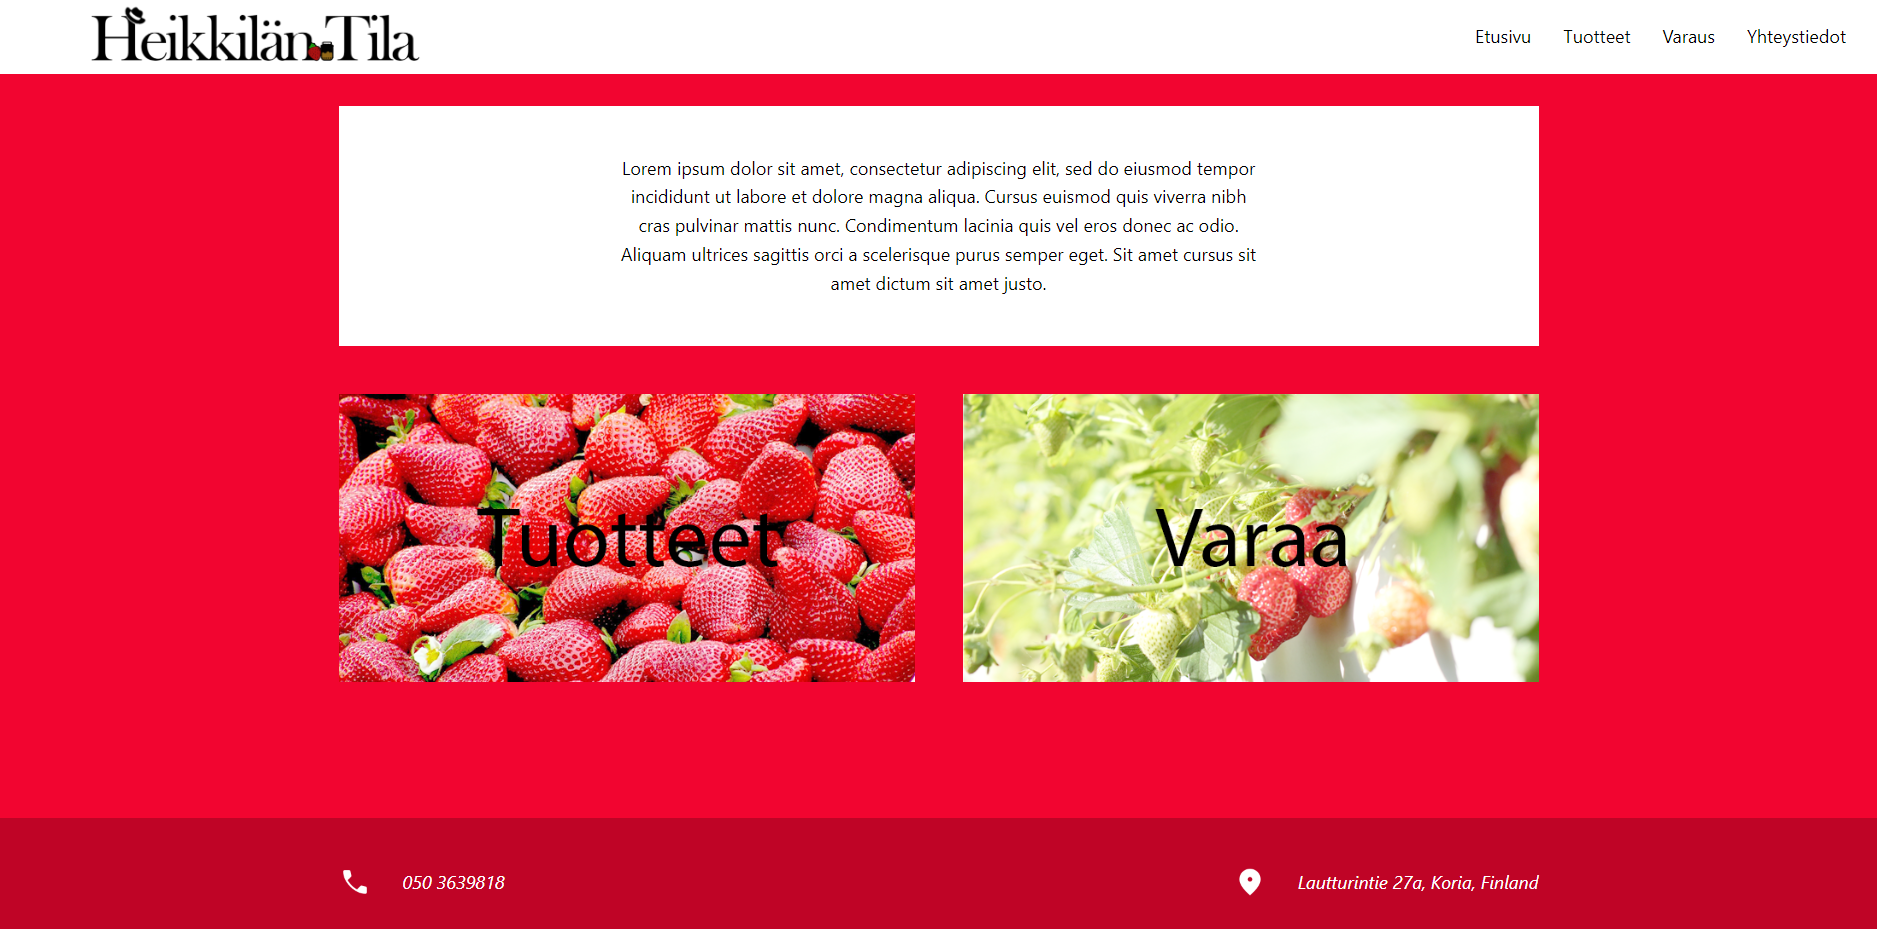 Heikkilän Tila
Etusivu Tuotteet Varaus Yhteystiedot
Lorem ipsum dolor sit amet, consectetur adipiscing elit, sed do eiusmod tempor
incididunt ut labore et dolore magna aliqua. Cursus euismod quis viverra nibh
cras pulvinar mattis nunc. Condimentum lacinia quis vel eros donec ac odio.
Aliquam ultrices sagittis orci a scelerisque purus semper eget. Sit amet cursus sit
amet dictum sit amet justo.
Tuotteet
Varaa
050 3639818
Lautturintie 27a, Koria, Finland